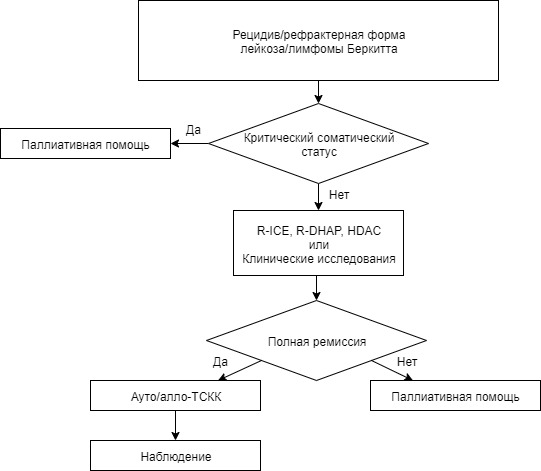 Рецидив/рефрактерная форма
лейкоза/лимфомы Беркитта
Да
Критический соматический
статус
Паллиативная помощь
Нет
R-ICE, R-DHAP, HDAC
или
Клинические исследования
Полная ремиссия
Да
Нет
Ауто/алло-ТСКК
Паллиативная помощь
Наблюдение